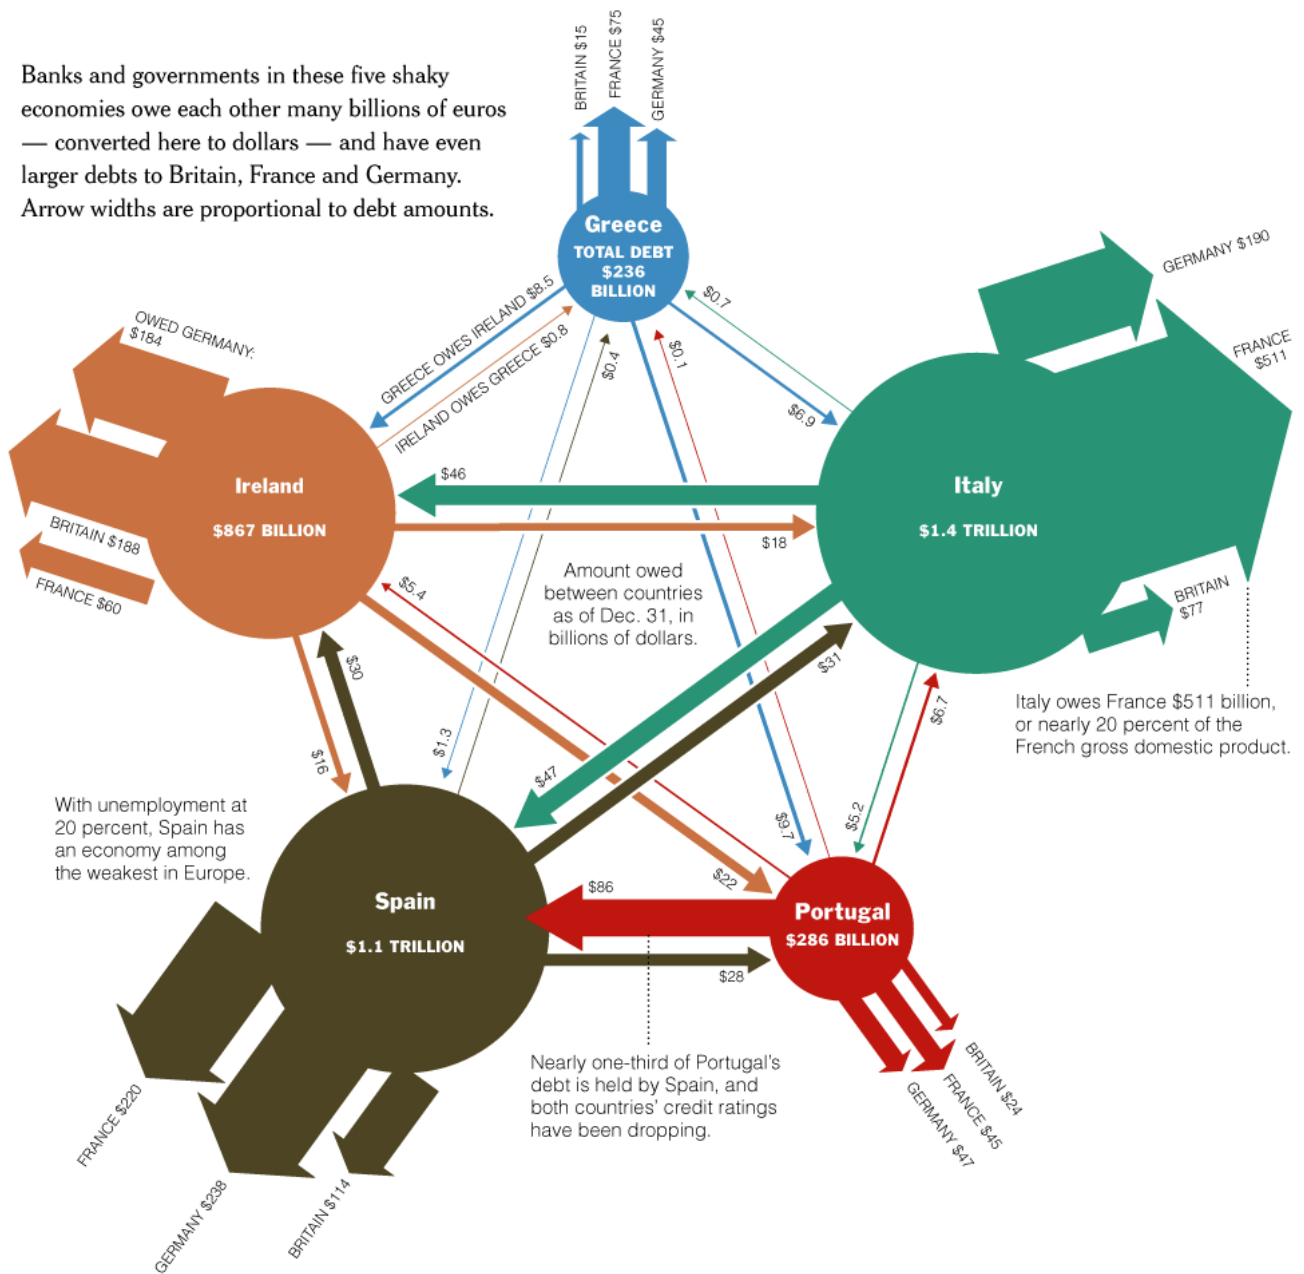 Banks and governments in these five shaky
economies owe each other many billions of euros
— converted here to dollars — and have even
larger debts to Britain, France and Germany.
Arrow widths are proportional to debt amounts.
BRITAIN $15
FRANCE $75
GERMANY $45
Greece
TOTAL DEBT
$236
BILLION
GREECE OWES IRELAND $8.5
IRELAND OWES GREECE $0.8
$0.4
$0.1
$0.7
$6.9
GERMANY $190
FRANCE
$511
OWED GERMANY:
$184
BRITAIN $188
FRANCE $60
Ireland
$867 BILLION
$46
$18
Italy
$1.4 TRILLION
BRITAIN
$77
Amount owed
between countries
as of Dec. 31, in
billions of dollars.
$5.4
$30
$16
$1.3
$31
$47
$6.7
$5.2
$9.7
$22
Italy owes France $511 billion,
or nearly 20 percent of the
French gross domestic product.
With unemployment at
20 percent, Spain has
an economy among
the weakest in Europe.
Spain
$1.1 TRILLION
$86
$28
Portugal
$286 BILLION
Nearly one-third of Portugal's
debt is held by Spain, and
both countries' credit ratings
have been dropping.
FRANCE $220
GERMANY $238
BRITAIN $114
BRITAIN $24
FRANCE $45
GERMANY $47